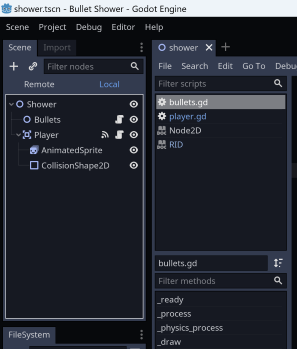 shower.tscn - Bullet Shower - Godot Engine
Scene Project Debug Editor Help
Scene Import
Filter nodes
Remote Local
Shower
Bullets
Player
AnimatedSprite
CollisionShape2D
FileSystem
shower
File Search Edit Go To Debu
Filter scripts
bullets.gd
player.gd
Node2D
RID
bullets.gd
Filter methods
_ready
_process
_physics_process
_draw